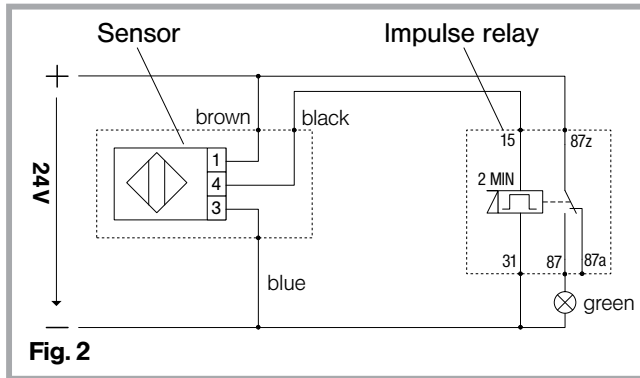 Sensor
Impulse relay
+
brown
black
15
87z
1
4
3
2 MIN
24V
31
87
87a
blue
green
–
Fig. 2